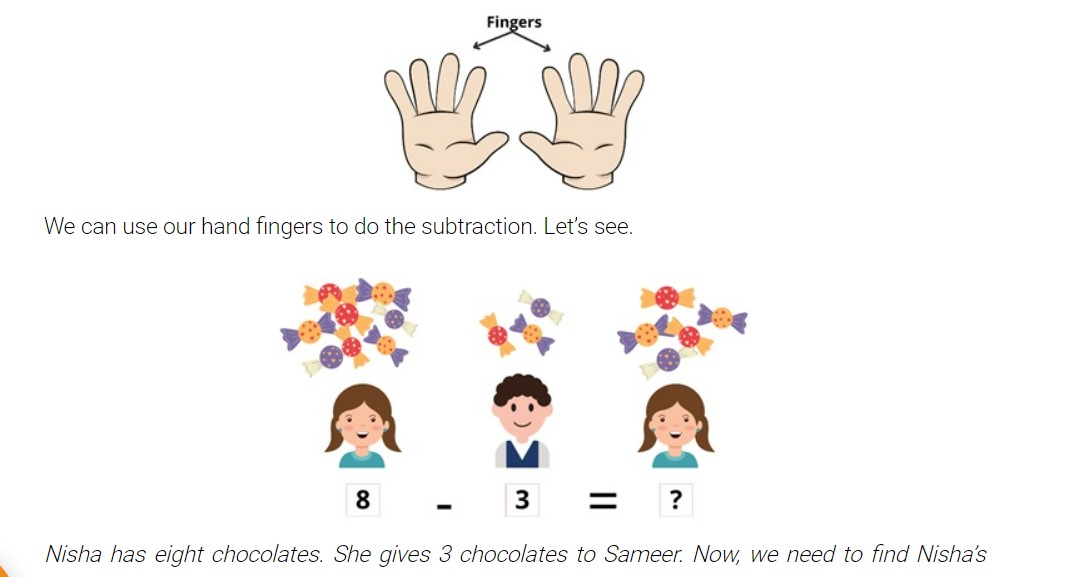 Fingers
We can use our hand fingers to do the subtraction. Let’s see.
8 - 3 = ?
Nisha has eight chocolates. She gives 3 chocolates to Sameer. Now, we need to find Nisha’s